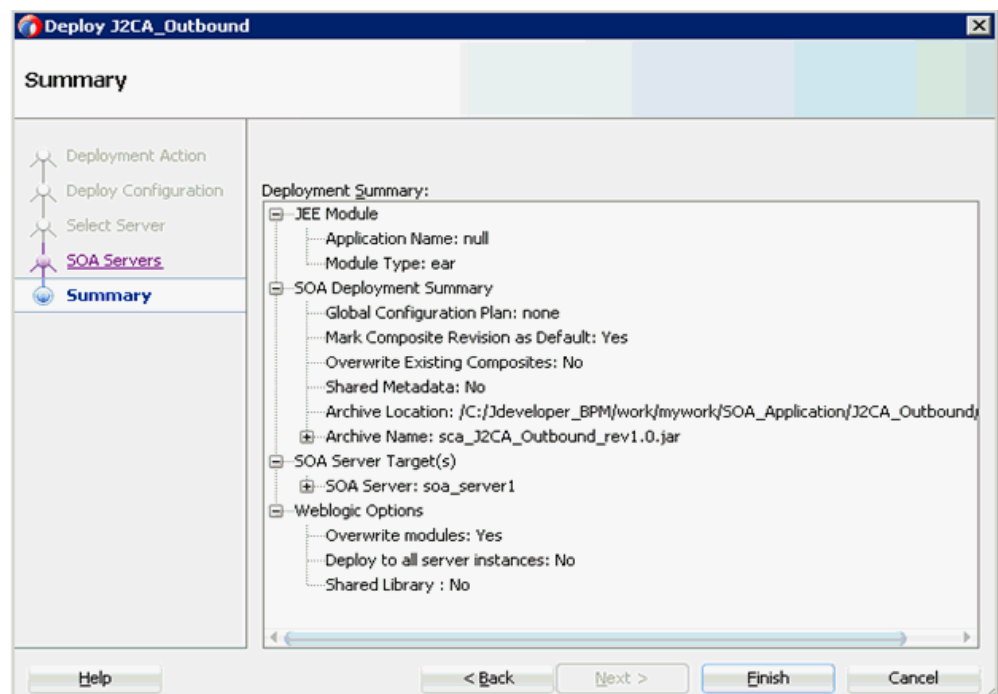 Deploy J2CA_Outbound
Summary
Deployment Action
Deploy Configuration
Select Server
SOA Servers
Summary
Deployment Summary:
JEE Module
Application Name: null
Module Type: ear
SOA Deployment Summary
Global Configuration Plan: none
Mark Composite Revision as Default: Yes
Overwrite Existing Composites: No
Shared Metadata: No
Archive Location: /C:/Jdeveloper_BPM/work/mywork/SOA_Application/J2CA_Outbound/
Archive Name: sca_J2CA_Outbound_rev1.0.jar
SOA Server Target(s)
SOA Server: soa_server1
Weblogic Options
Overwrite modules: Yes
Deploy to all server instances: No
Shared Library : No
Help
< Back
Next >
Finish
Cancel